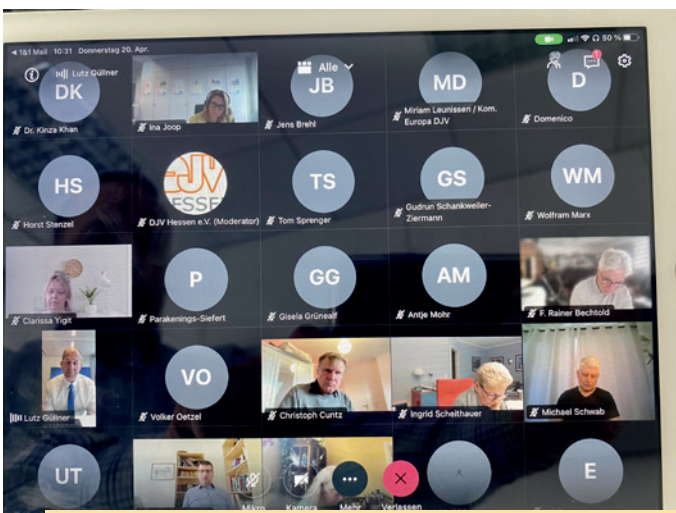 1&1 Mail 10:31 Donnerstag 20. Apr.
50 %
Lutz Güllner
Alle
DK
Dr. Kinza Khan
Ina Joop
JB
Jens Brehl
MD
Miriam Leunissen / Kom. Europa DJV
D
Domenico
HS
Horst Stenzel
DJV
HESSEN
DJV Hessen e.V. (Moderator)
TS
Tom Sprenger
GS
Gudrun Schankweiler-
Ziermann
WM
Wolfram Marx
Clarissa Yigit
P
Parakenings-Siefert
GG
Gisela Grünealf
AM
Antje Mohr
F. Rainer Bechtold
Lutz Güllner
VO
Volker Oetzel
Christoph Cuntz
Ingrid Scheithauer
Michael Schwab
UT
E
Mikro
Kamera
Mehr
Verlassen